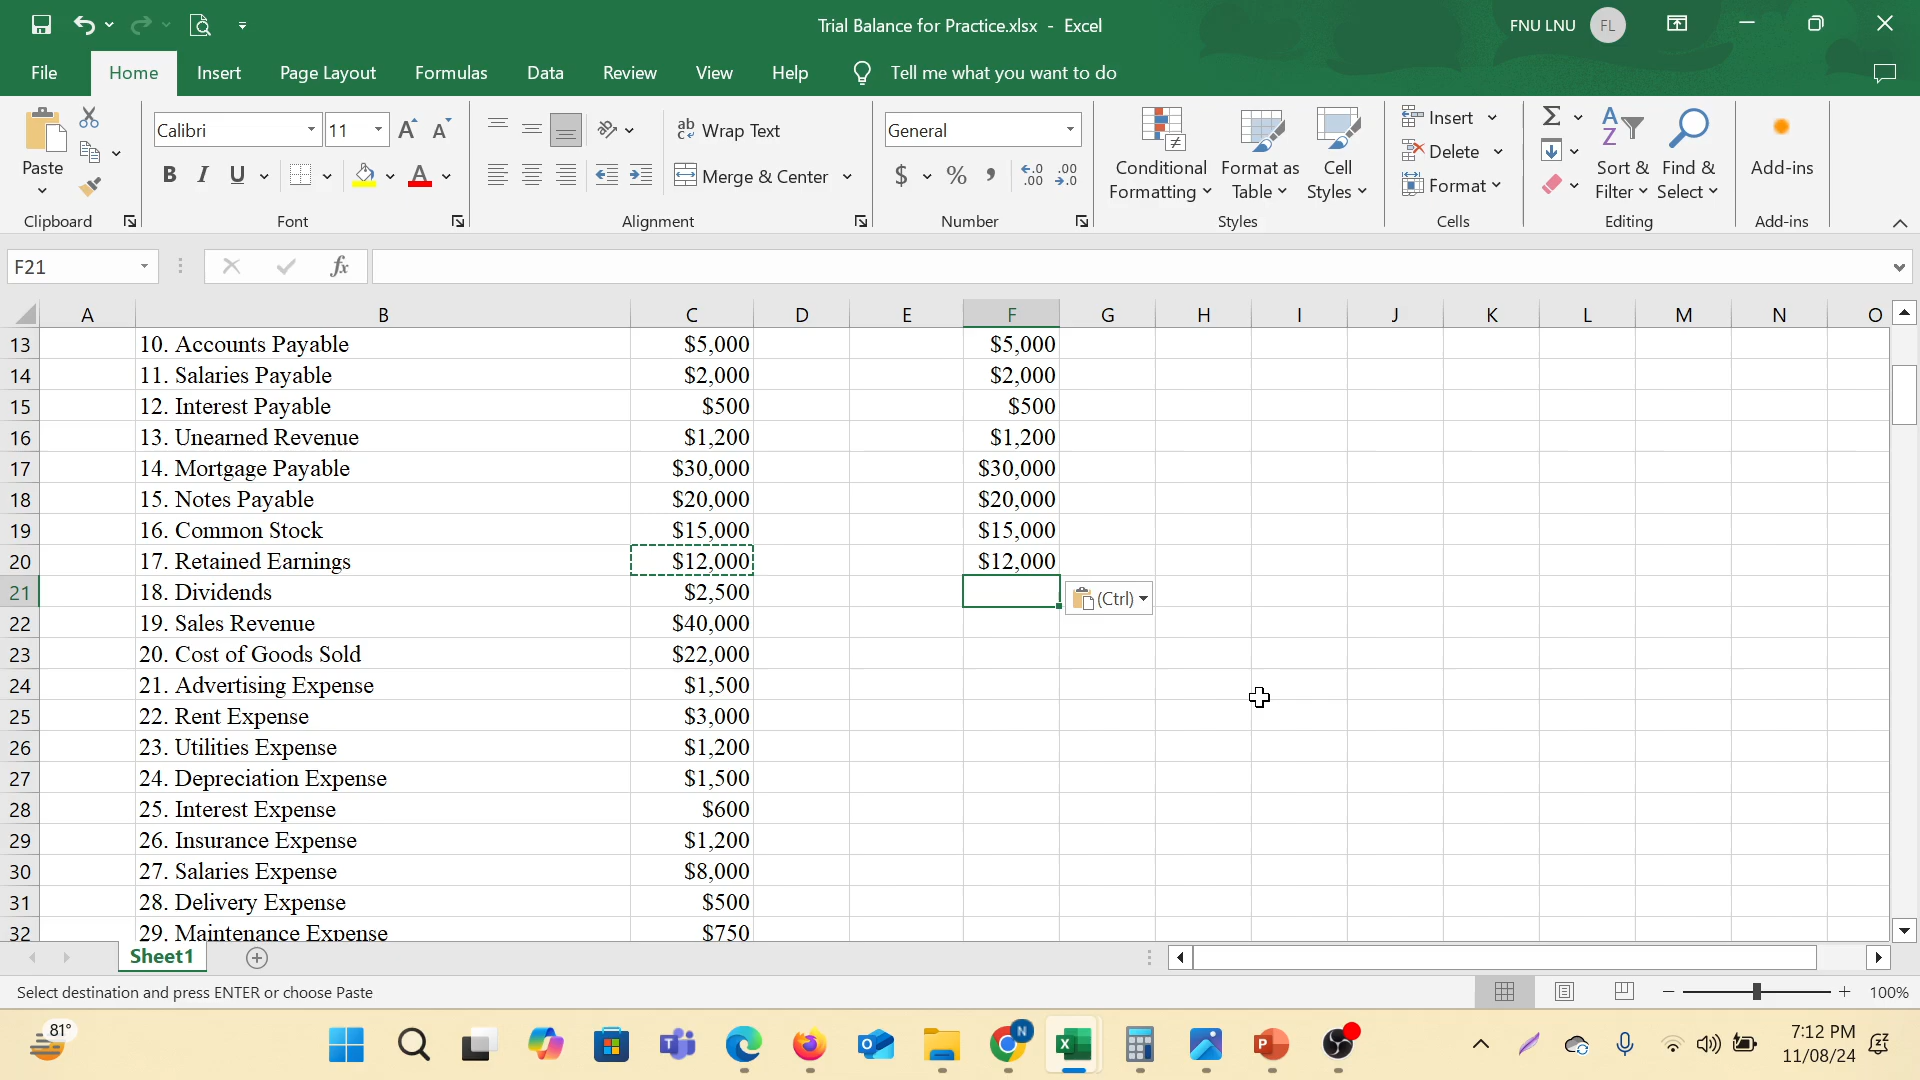 Trial Balance for Practice.xlsx - Excel
FNU LNU
FL
File Home Insert Page Layout Formulas Data Review View Help Tell me what you want to do
Paste
Clipboard
Calibri 11
B I U
Font
Wrap Text
Merge & Center
Alignment
General
$ % ,
Number
Conditional Formatting
Format as Table
Cell Styles
Styles
Insert
Delete
Format
Cells
Sort & Filter
Find & Select
Editing
Add-ins
Add-ins
F21
fx
A B C D E F G H I J K L M N O
13 10. Accounts Payable $5,000 $5,000
14 11. Salaries Payable $2,000 $2,000
15 12. Interest Payable $500 $500
16 13. Unearned Revenue $1,200 $1,200
17 14. Mortgage Payable $30,000 $30,000
18 15. Notes Payable $20,000 $20,000
19 16. Common Stock $15,000 $15,000
20 17. Retained Earnings $12,000 $12,000
21 18. Dividends $2,500 (Ctrl)
22 19. Sales Revenue $40,000
23 20. Cost of Goods Sold $22,000
24 21. Advertising Expense $1,500
25 22. Rent Expense $3,000
26 23. Utilities Expense $1,200
27 24. Depreciation Expense $1,500
28 25. Interest Expense $600
29 26. Insurance Expense $1,200
30 27. Salaries Expense $8,000
31 28. Delivery Expense $500
32 29. Maintenance Expense $750
Sheet1
Select destination and press ENTER or choose Paste
100%
81°
7:12 PM
11/08/24